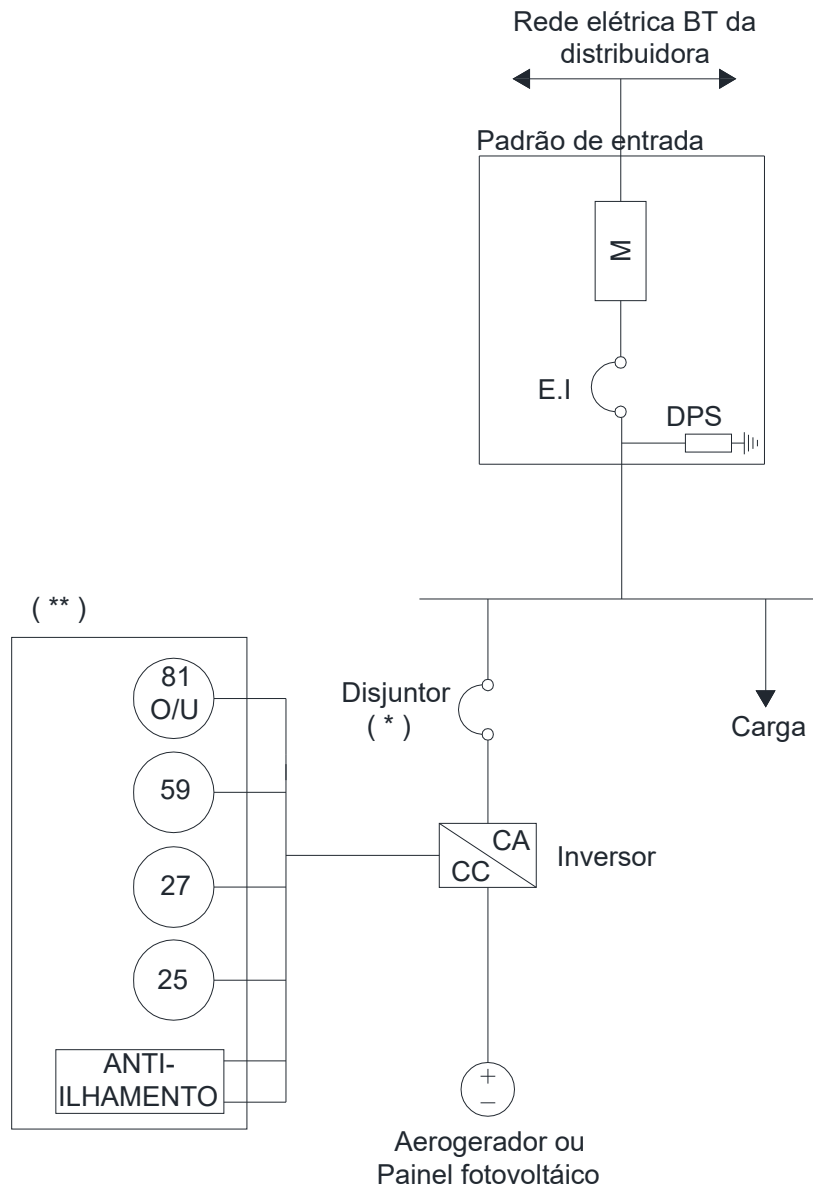 Rede elétrica BT da
distribuidora
Padrão de entrada
M
E.I
DPS
( ** )
81
O/U
59
27
25
ANTI-
ILHAMENTO
Disjuntor
( * )
Carga
CA
CC
Inversor
+
–
Aerogerador ou
Painel fotovoltáico